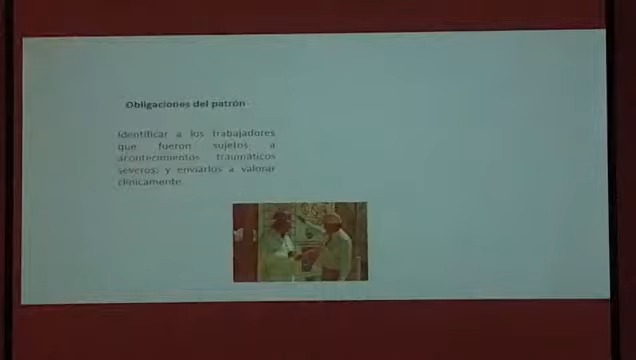 Obligaciones del patrón
Identificar a los trabajadores
que fueron sujetos a
acontecimientos traumáticos
severos, y enviarlos a valorar
clínicamente